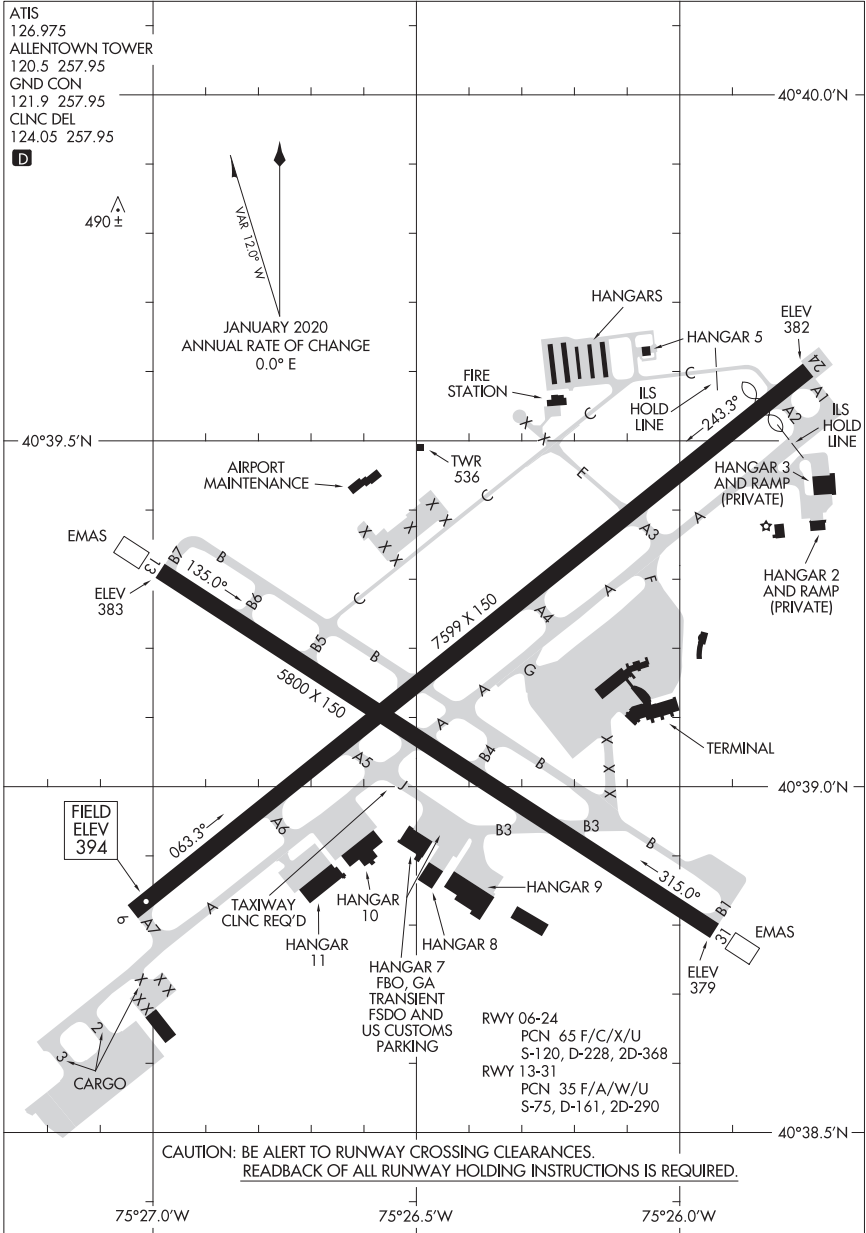 ATIS
126.975
ALLENTOWN TOWER
120.5 257.95
GND CON
121.9 257.95
CLNC DEL
124.05 257.95
D
40°40.0'N
490 ±
VAR 12.0° W
JANUARY 2020
ANNUAL RATE OF CHANGE
0.0° E
HANGARS
HANGAR 5
ELEV
382
24
FIRE
STATION
C
C
ILS
HOLD
LINE
A1
A2
ILS
HOLD
LINE
243.3°
X
X
40°39.5'N
TWR
536
AIRPORT
MAINTENANCE
E
HANGAR 3
AND RAMP
(PRIVATE)
C
X
X
X
X
X
X
A
A3
EMAS
13
B7
B
135.0°
B6
ELEV
383
HANGAR 2
AND RAMP
(PRIVATE)
F
A
C
7599 X 150
A4
B5
B
G
5800 X 150
A
A
TERMINAL
B4
B
X
X
X
A5
J
40°39.0'N
FIELD
ELEV
394
063.3°
A6
B3
B3
B
315.0°
B1
31
EMAS
ELEV
379
6
A7
A
TAXIWAY
CLNC REQ'D
HANGAR
10
HANGAR
11
HANGAR 9
HANGAR 8
HANGAR 7
FBO, GA
TRANSIENT
FSDO AND
US CUSTOMS
PARKING
X
X
X
X
X
2
3
CARGO
RWY 06-24
PCN 65 F/C/X/U
S-120, D-228, 2D-368
RWY 13-31
PCN 35 F/A/W/U
S-75, D-161, 2D-290
40°38.5'N
CAUTION: BE ALERT TO RUNWAY CROSSING CLEARANCES.
READBACK OF ALL RUNWAY HOLDING INSTRUCTIONS IS REQUIRED.
75°27.0'W
75°26.5'W
75°26.0'W